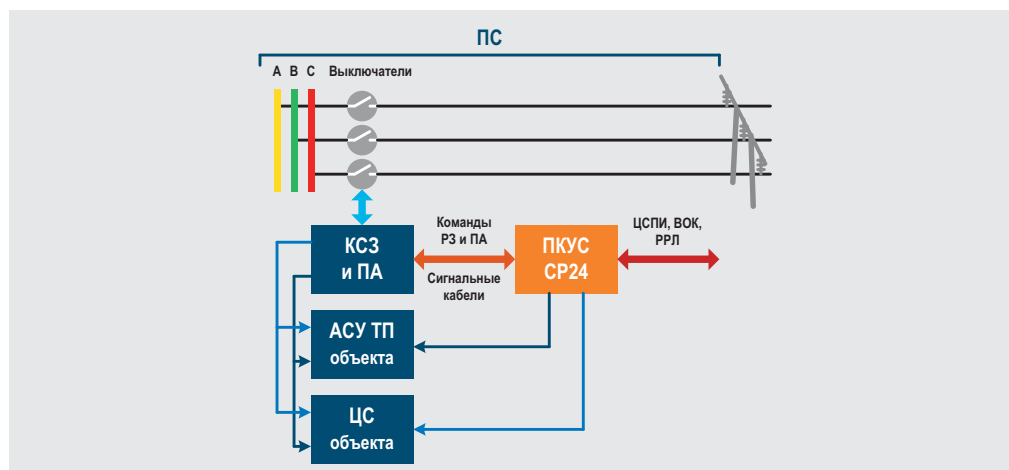 ПС
А В С Выключатели
Команды
РЗ и ПА
ЦСПИ, ВОК,
РРЛ
КСЗ
и ПА
ПКУС
СР24
Сигнальные
кабели
АСУ ТП
объекта
ЦС
объекта